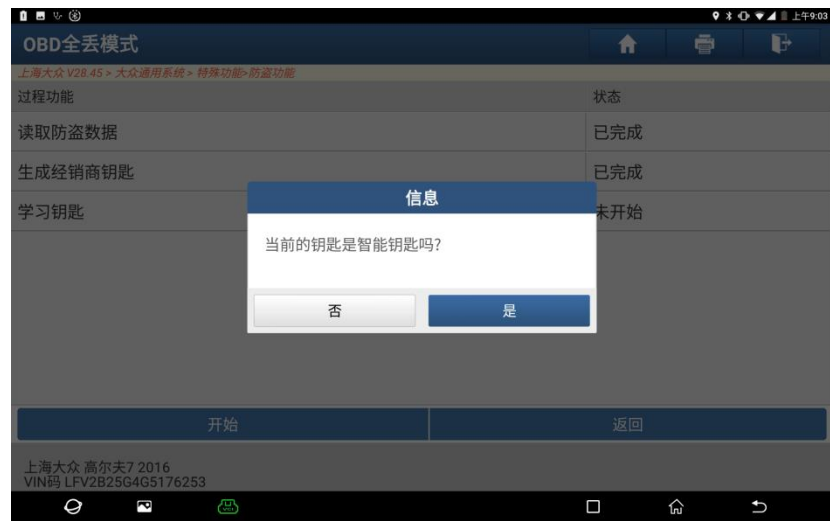 上午9:03
OBD全丢模式
上海大众 V28.45 > 大众通用系统 > 特殊功能>防盗功能
过程功能 状态
读取防盗数据 已完成
生成经销商钥匙 已完成
学习钥匙 未开始
信息
当前的钥匙是智能钥匙吗?
否 是
开始 返回
上海大众 高尔夫7 2016
VIN码 LFV2B25G4G5176253